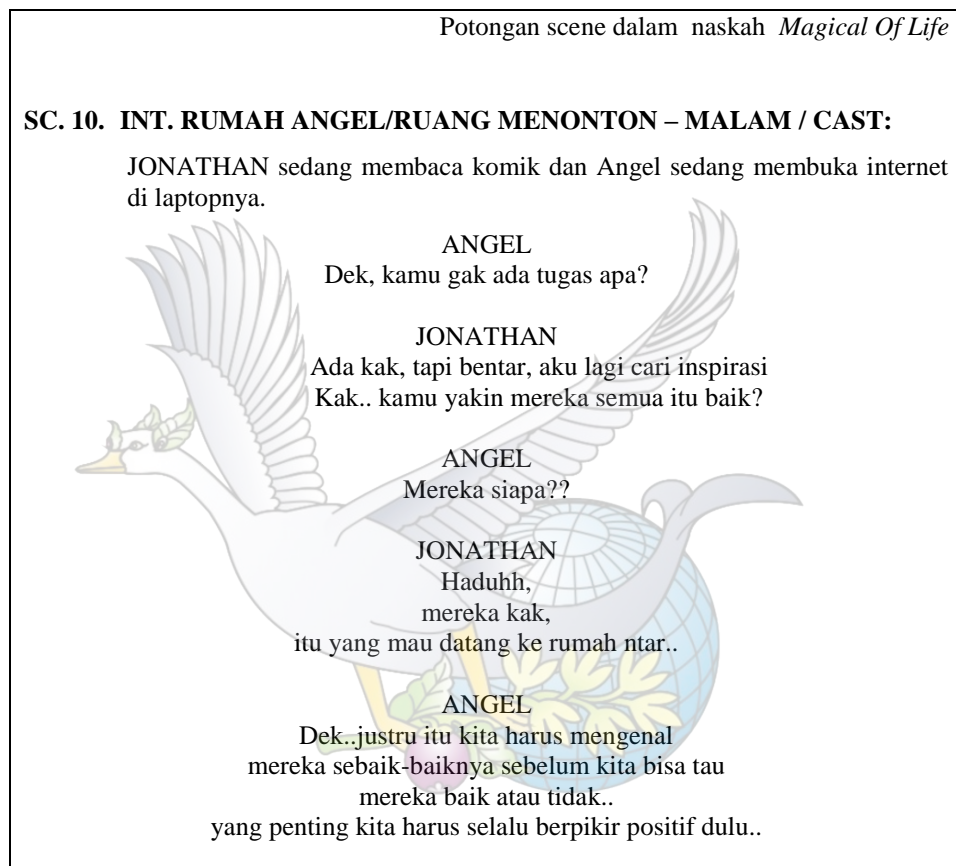 Potongan scene dalam naskah Magical Of Life
SC. 10. INT. RUMAH ANGEL/RUANG MENONTON – MALAM / CAST:
JONATHAN sedang membaca komik dan Angel sedang membuka internet
di laptopnya.
ANGEL
Dek, kamu gak ada tugas apa?
JONATHAN
Ada kak, tapi bentar, aku lagi cari inspirasi
Kak.. kamu yakin mereka semua itu baik?
ANGEL
Mereka siapa??
JONATHAN
Haduhh,
mereka kak,
itu yang mau datang ke rumah ntar..
ANGEL
Dek..justru itu kita harus mengenal
mereka sebaik-baiknya sebelum kita bisa tau
mereka baik atau tidak..
yang penting kita harus selalu berpikir positif dulu..